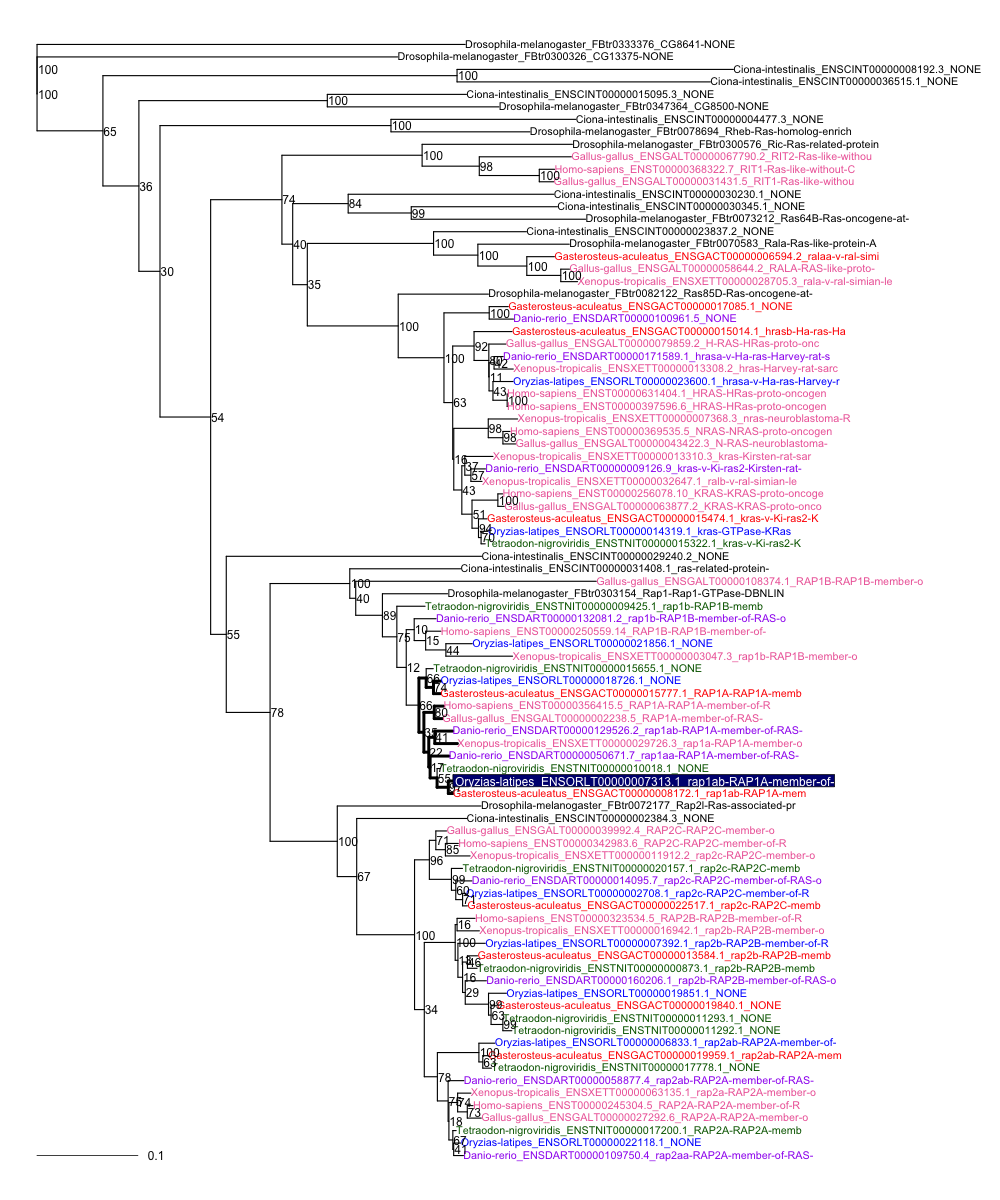 Drosophila-melanogaster_FBtr0333376_CG8641-NONE
Drosophila-melanogaster_FBtr0300326_CG13375-NONE
100
Ciona-intestinalis_ENSCINT00000008192.3_NONE
100
Ciona-intestinalis_ENSCINT00000036515.1_NONE
100
Ciona-intestinalis_ENSCINT00000015095.3_NONE
100
Drosophila-melanogaster_FBtr0347364_CG8500-NONE
Ciona-intestinalis_ENSCINT00000004477.3_NONE
100
65
Drosophila-melanogaster_FBtr0078694_Rheb-Ras-homolog-enrich
Drosophila-melanogaster_FBtr0300576_Ric-Ras-related-protein
100
Gallus-gallus_ENSGALT00000067790.2_RIT2-Ras-like-withou
98
Homo-sapiens_ENST00000368322.7_RIT1-Ras-like-without-C
100
Gallus-gallus_ENSGALT00000031431.5_RIT1-Ras-like-withou
36
Ciona-intestinalis_ENSCINT00000030230.1_NONE
74
84
Ciona-intestinalis_ENSCINT00000030345.1_NONE
99
Drosophila-melanogaster_FBtr0073212_Ras64B-Ras-oncogene-at-
Ciona-intestinalis_ENSCINT00000023837.2_NONE
40
100
Drosophila-melanogaster_FBtr0070583_Rala-Ras-like-protein-A
100
Gasterosteus-aculeatus_ENSGACT00000006594.2_ralaa-v-ral-simi
100
Gallus-gallus_ENSGALT00000058644.2_RALA-RAS-like-proto-
30
100
Xenopus-tropicalis_ENSXETT00000028705.3_rala-v-ral-simian-le
35
Drosophila-melanogaster_FBtr0082122_Ras85D-Ras-oncogene-at-
Gasterosteus-aculeatus_ENSGACT00000017085.1_NONE
100
Danio-rerio_ENSDART00000100961.5_NONE
100
Gasterosteus-aculeatus_ENSGACT00000015014.1_hrasb-Ha-ras-Ha
Gallus-gallus_ENSGALT00000079859.2_H-RAS-HRas-proto-onc
92
Danio-rerio_ENSDART00000171589.1_hrasa-v-Ha-ras-Harvey-rat-s
100
42
Xenopus-tropicalis_ENSXETT00000013308.2_hras-Harvey-rat-sarc
11
Oryzias-latipes_ENSORLT00000023600.1_hrasa-v-Ha-ras-Harvey-r
43
Homo-sapiens_ENST00000631404.1_HRAS-HRas-proto-oncogen
100
63
Homo-sapiens_ENST00000397596.6_HRAS-HRas-proto-oncogen
54
Xenopus-tropicalis_ENSXETT00000007368.3_nras-neuroblastoma-R
98
Homo-sapiens_ENST00000369535.5_NRAS-NRAS-proto-oncogen
98
Gallus-gallus_ENSGALT00000043422.3_N-RAS-neuroblastoma-
Xenopus-tropicalis_ENSXETT00000013310.3_kras-Kirsten-rat-sar
16
37
Danio-rerio_ENSDART00000009126.9_kras-v-Ki-ras2-Kirsten-rat-
57
Xenopus-tropicalis_ENSXETT00000032647.1_ralb-v-ral-simian-le
43
Homo-sapiens_ENST00000256078.10_KRAS-KRAS-proto-oncoge
100
Gallus-gallus_ENSGALT00000063877.2_KRAS-KRAS-proto-onco
51
Gasterosteus-aculeatus_ENSGACT00000015474.1_kras-v-Ki-ras2-K
94
Oryzias-latipes_ENSORLT00000014319.1_kras-GTPase-KRas
70
Tetraodon-nigroviridis_ENSTNIT00000015322.1_kras-v-Ki-ras2-K
Ciona-intestinalis_ENSCINT00000029240.2_NONE
Ciona-intestinalis_ENSCINT00000031408.1_ras-related-protein-
100
Gallus-gallus_ENSGALT00000108374.1_RAP1B-RAP1B-member-o
40
Drosophila-melanogaster_FBtr0303154_Rap1-Rap1-GTPase-DBNLIN
89
Tetraodon-nigroviridis_ENSTNIT00000009425.1_rap1b-RAP1B-memb
Danio-rerio_ENSDART00000132081.2_rap1b-RAP1B-member-of-RAS-o
10
55
75
Homo-sapiens_ENST00000250559.14_RAP1B-RAP1B-member-of-
15
Oryzias-latipes_ENSORLT00000021856.1_NONE
44
Xenopus-tropicalis_ENSXETT00000003047.3_rap1b-RAP1B-member-o
12
Tetraodon-nigroviridis_ENSTNIT00000015655.1_NONE
66
Oryzias-latipes_ENSORLT00000018726.1_NONE
74
Gasterosteus-aculeatus_ENSGACT00000015777.1_RAP1A-RAP1A-memb
66
Homo-sapiens_ENST00000356415.5_RAP1A-RAP1A-member-of-R
80
78
Gallus-gallus_ENSGALT00000002238.5_RAP1A-member-of-RAS-
35
Danio-rerio_ENSDART00000129526.2_rap1ab-RAP1A-member-of-RAS-
41
Xenopus-tropicalis_ENSXETT00000029726.3_rap1a-RAP1A-member-o
22
Danio-rerio_ENSDART00000050671.7_rap1aa-RAP1A-member-of-RAS-
17
Tetraodon-nigroviridis_ENSTNIT00000010018.1_NONE
55
Oryzias-latipes_ENSORLT00000007313.1_rap1ab-RAP1A-member-of-
Gasterosteus-aculeatus_ENSGACT00000008172.1_rap1ab-RAP1A-mem
Drosophila-melanogaster_FBtr0072177_Rap2l-Ras-associated-pr
Ciona-intestinalis_ENSCINT00000002384.3_NONE
Gallus-gallus_ENSGALT00000039992.4_RAP2C-RAP2C-member-o
100
71
Homo-sapiens_ENST00000342983.6_RAP2C-RAP2C-member-of-R
85
Xenopus-tropicalis_ENSXETT00000011912.2_rap2c-RAP2C-member-o
96
Tetraodon-nigroviridis_ENSTNIT00000020157.1_rap2c-RAP2C-memb
67
99
Danio-rerio_ENSDART00000014095.7_rap2c-RAP2C-member-of-RAS-o
60
Oryzias-latipes_ENSORLT00000002708.1_rap2c-RAP2C-member-of-R
71
Gasterosteus-aculeatus_ENSGACT00000022517.1_rap2c-RAP2C-memb
Homo-sapiens_ENST00000323534.5_RAP2B-RAP2B-member-of-R
16
Xenopus-tropicalis_ENSXETT00000016942.1_rap2b-RAP2B-member-o
100
100
Oryzias-latipes_ENSORLT00000007392.1_rap2b-RAP2B-member-of-R
Gasterosteus-aculeatus_ENSGACT00000013584.1_rap2b-RAP2B-memb
46
Tetraodon-nigroviridis_ENSTNIT00000000873.1_rap2b-RAP2B-memb
16
Danio-rerio_ENSDART00000160206.1_rap2b-RAP2B-member-of-RAS-o
29
Oryzias-latipes_ENSORLT00000019851.1_NONE
98
Gasterosteus-aculeatus_ENSGACT00000019840.1_NONE
34
63
Tetraodon-nigroviridis_ENSTNIT00000011293.1_NONE
99
Tetraodon-nigroviridis_ENSTNIT00000011292.1_NONE
Oryzias-latipes_ENSORLT00000006833.1_rap2ab-RAP2A-member-of-
100
Gasterosteus-aculeatus_ENSGACT00000019959.1_rap2ab-RAP2A-mem
63
Tetraodon-nigroviridis_ENSTNIT00000017778.1_NONE
78
Danio-rerio_ENSDART00000058877.4_rap2ab-RAP2A-member-of-RAS-
Xenopus-tropicalis_ENSXETT00000063135.1_rap2a-RAP2A-member-o
74
Homo-sapiens_ENST00000245304.5_RAP2A-RAP2A-member-of-R
73
Gallus-gallus_ENSGALT00000027292.6_RAP2A-RAP2A-member-o
18
Tetraodon-nigroviridis_ENSTNIT00000017200.1_RAP2A-RAP2A-memb
67
Oryzias-latipes_ENSORLT00000022118.1_NONE
41
Danio-rerio_ENSDART00000109750.4_rap2aa-RAP2A-member-of-RAS-
0.1